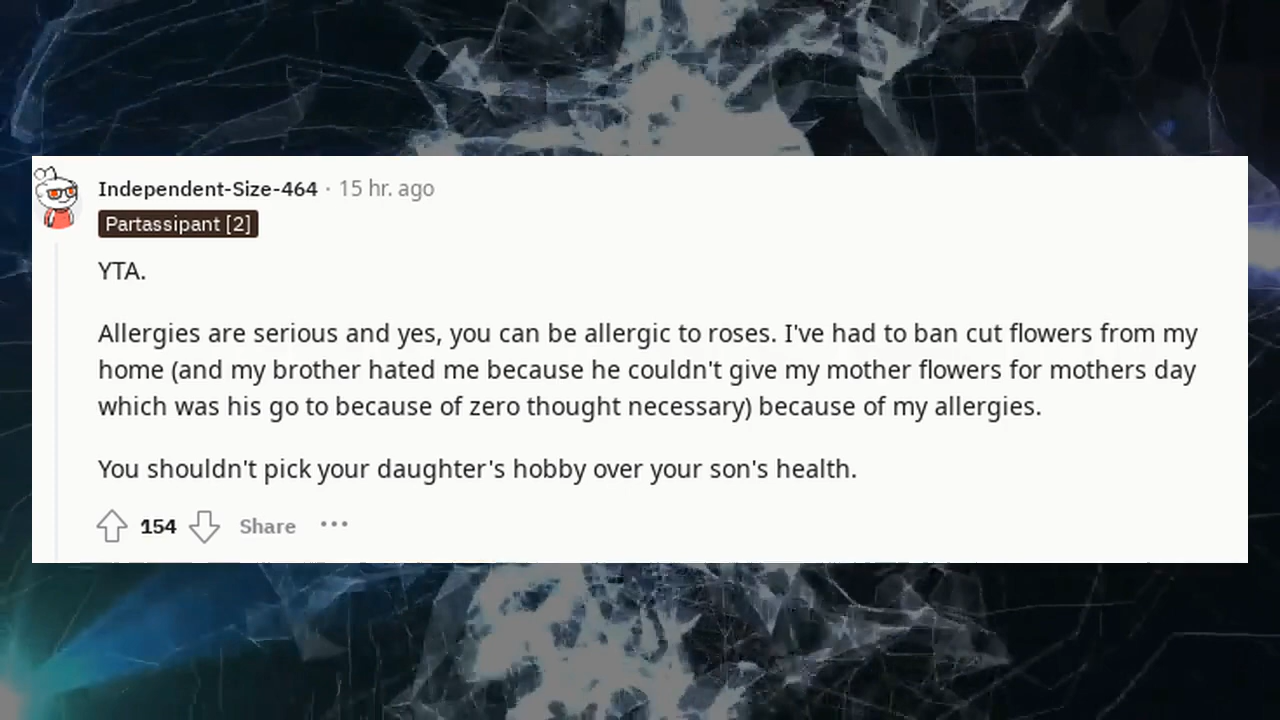 Independent-Size-464 · 15 hr. ago
Partassipant [2]
YTA.
Allergies are serious and yes, you can be allergic to roses. I've had to ban cut flowers from my
home (and my brother hated me because he couldn't give my mother flowers for mothers day
which was his go to because of zero thought necessary) because of my allergies.
You shouldn't pick your daughter's hobby over your son's health.
154 Share ···